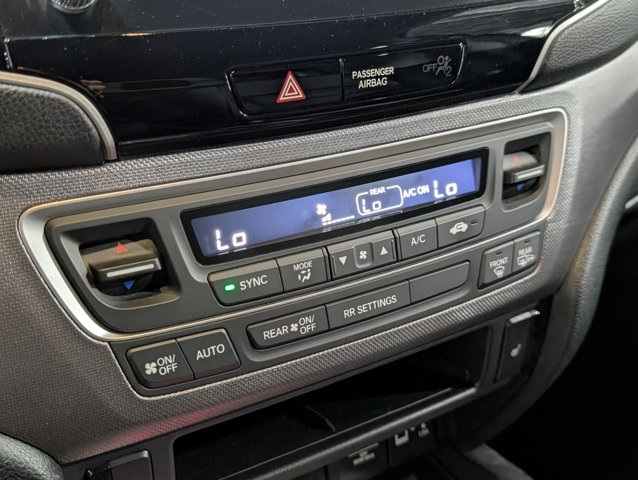 PASSENGER
AIRBAG
OFF
2
REAR
Lo
Lo
A/C ON
Lo
SYNC
MODE
A/C
FRONT
REAR
REAR ON/
OFF
RR SETTINGS
ON/
OFF
AUTO